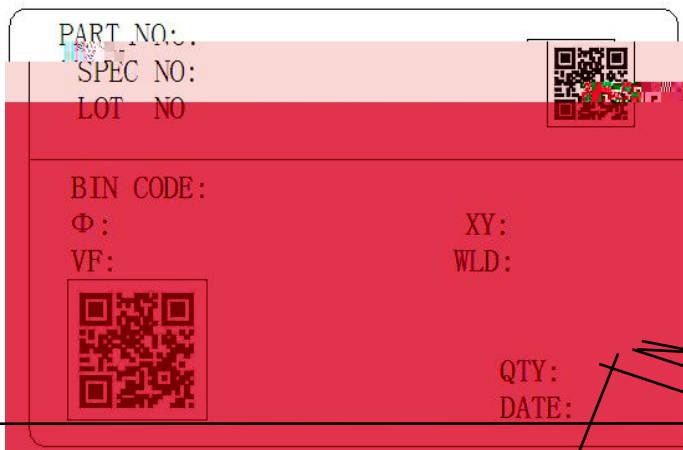 PART NO:
SPEC NO:
LOT NO
BIN CODE:
Φ:
XY:
VF:
WLD:
QTY:
DATE: